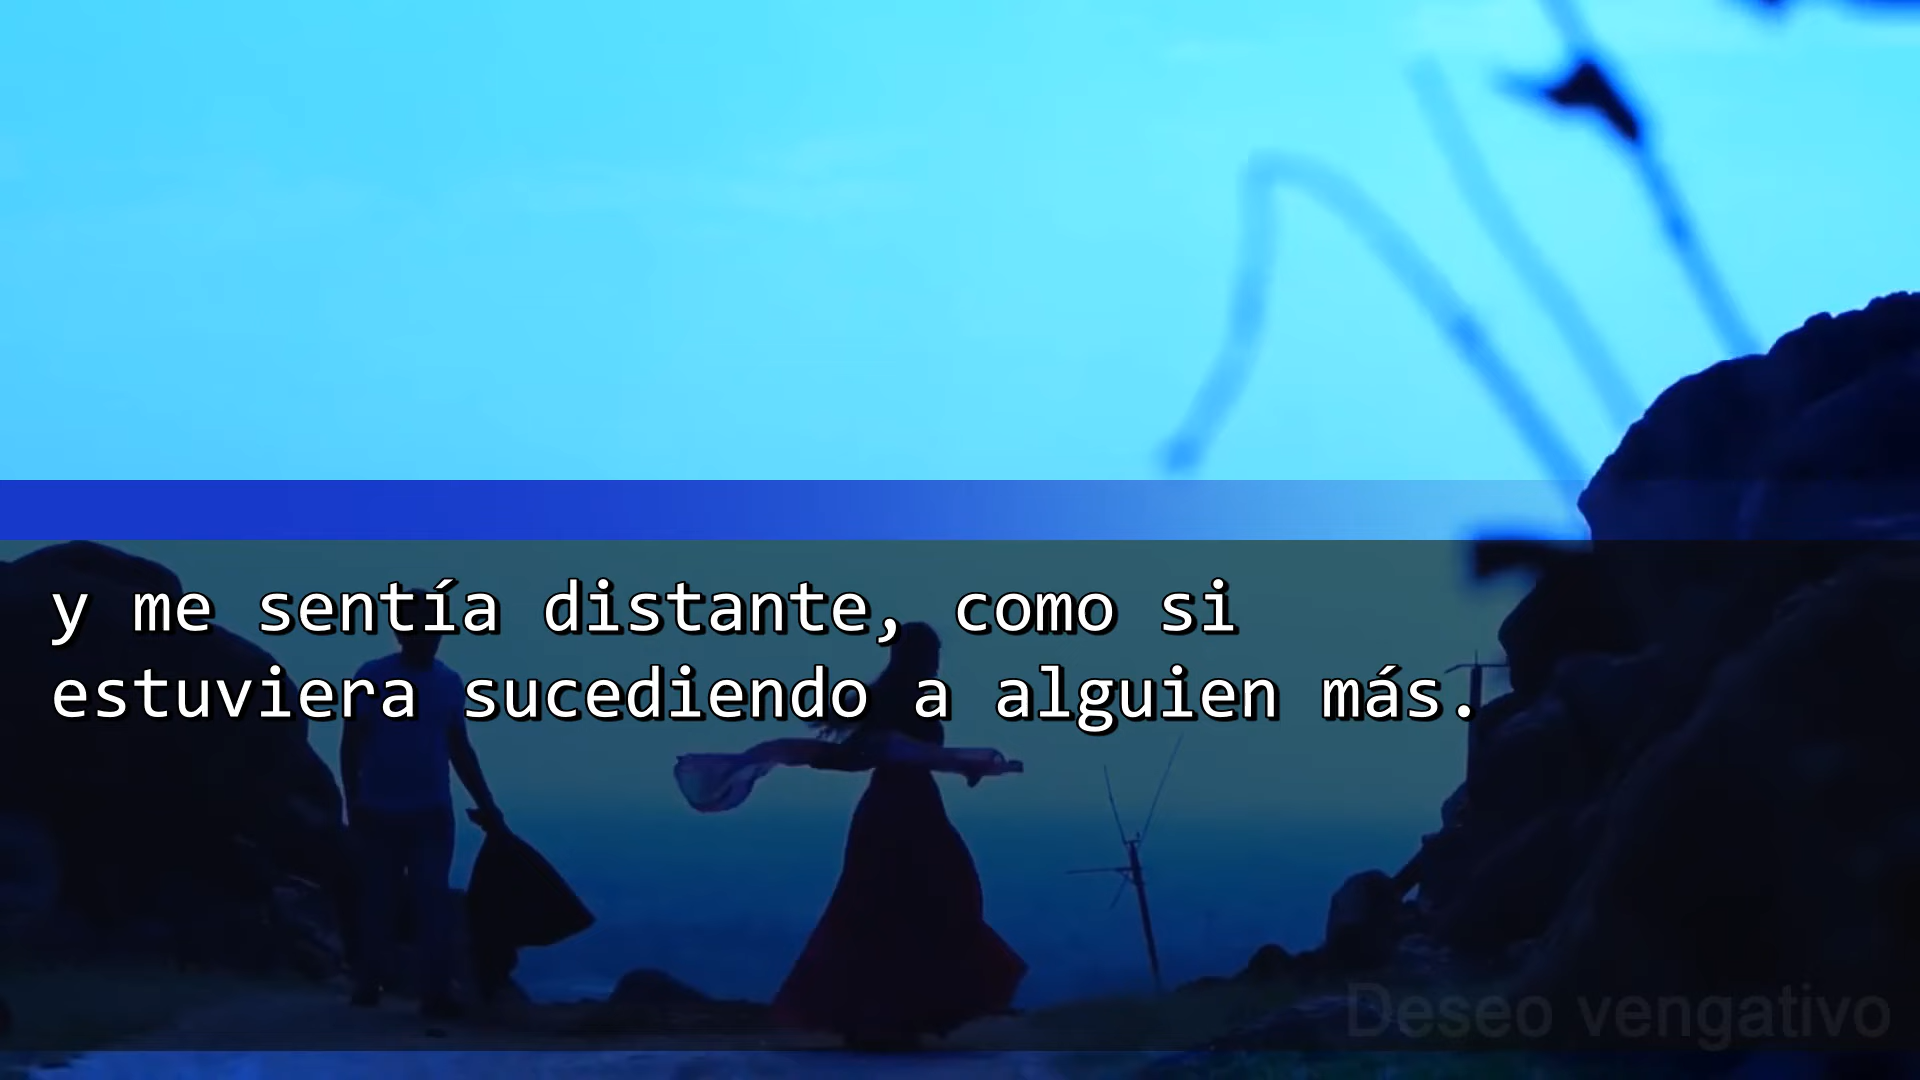 y me sentía distante, como si
estuviera sucediendo a alguien más.
Deseo vengativo